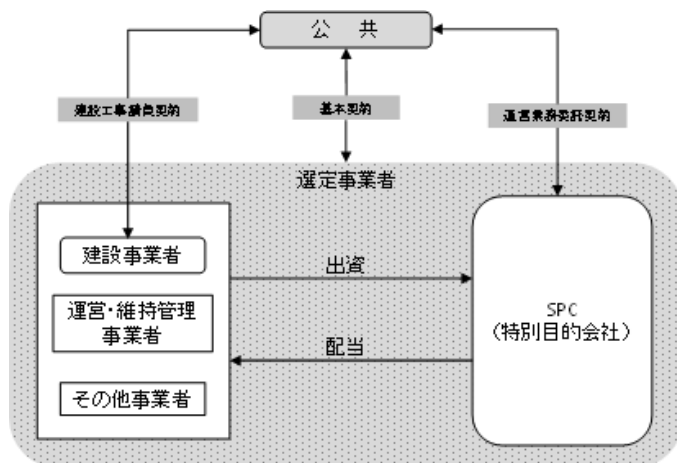 公 共
建設工事請負契約
基本契約
運営業務委託契約
選定事業者
建設事業者
運営・維持管理
事業者
その他事業者
出資
配当
SPC
(特別目的会社)